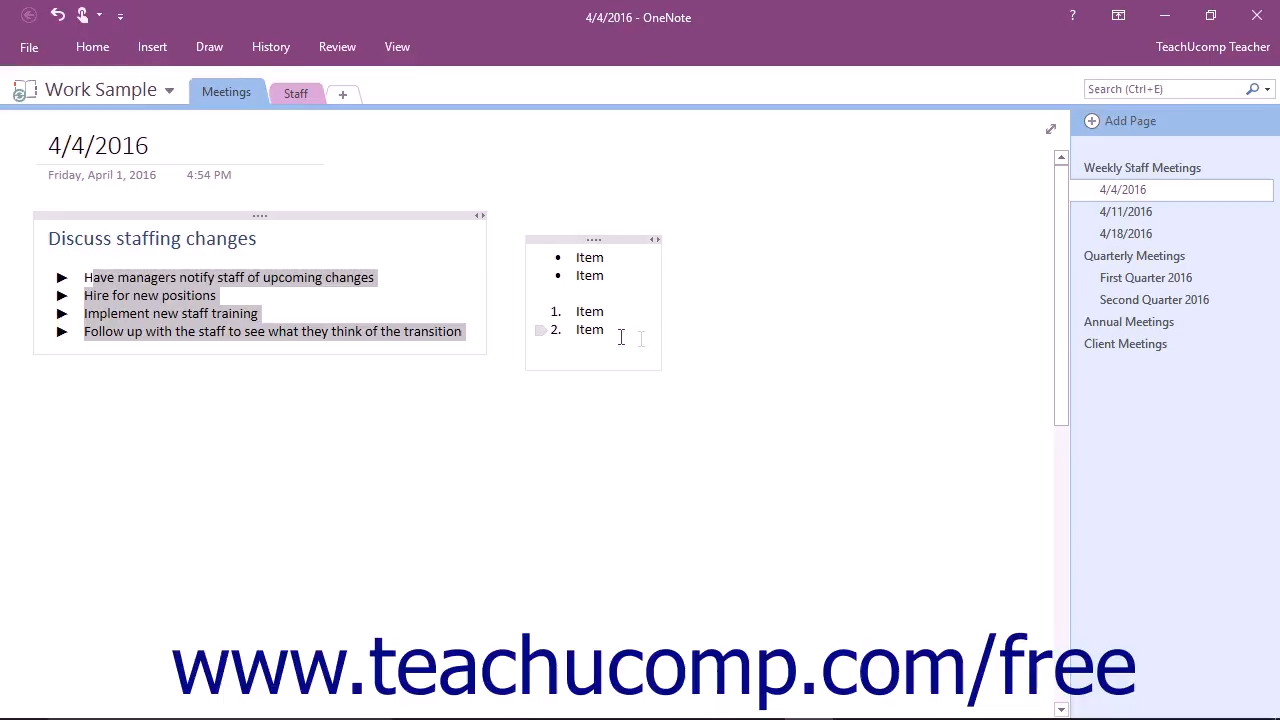 4/4/2016 - OneNote
?
File Home Insert Draw History Review View
TeachUcomp Teacher
Work Sample
Meetings
Staff
Search (Ctrl+E)
4/4/2016
Friday, April 1, 2016 4:54 PM
Discuss staffing changes
► Have managers notify staff of upcoming changes
► Hire for new positions
► Implement new staff training
► Follow up with the staff to see what they think of the transition
• Item
• Item
1. Item
2. Item
Add Page
Weekly Staff Meetings
4/4/2016
4/11/2016
4/18/2016
Quarterly Meetings
First Quarter 2016
Second Quarter 2016
Annual Meetings
Client Meetings
www.teachucomp.com/free